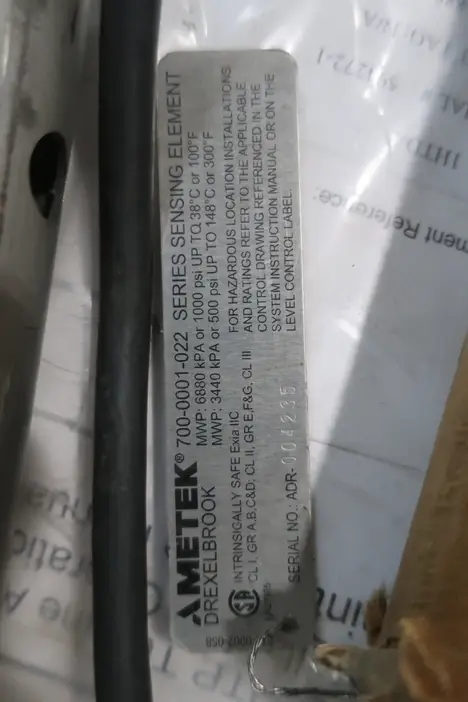 AMETEK® 700-0001-022 SERIES SENSING ELEMENT
DREXELBROOK
MWP: 6880 kPA or 1000 psi UP TO 38°C or 100°F
MWP: 3440 kPA or 500 psi UP TO 148°C or 300°F
INTRINSICALLY SAFE Exia IIC
CL I, GR A,B,C&D; CL II, GR E,F&G, CL III
FOR HAZARDOUS LOCATION INSTALLATIONS
AND RATINGS REFER TO THE APPLICABLE
CONTROL DRAWING REFERENCED IN THE
SYSTEM INSTRUCTION MANUAL OR ON THE
LEVEL CONTROL LABEL.
SERIAL NO.: ADR-004235
ment Reference:
1HTD